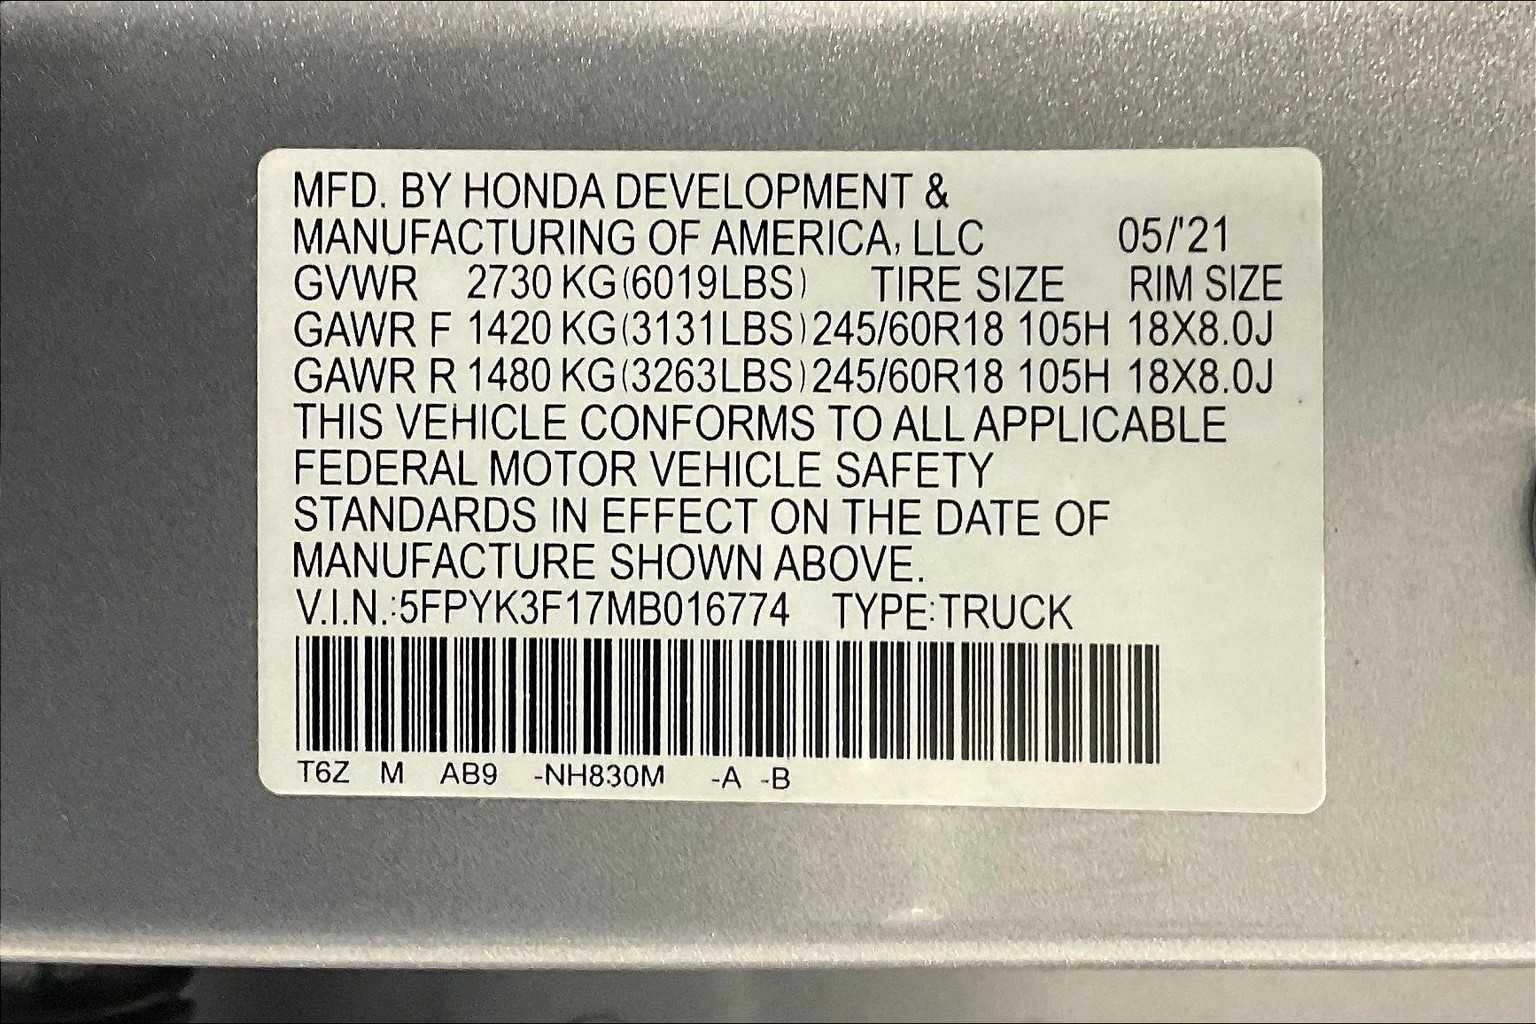 MFD. BY HONDA DEVELOPMENT &
MANUFACTURING OF AMERICA, LLC 05/'21
GVWR 2730 KG(6019LBS) TIRE SIZE RIM SIZE
GAWR F 1420 KG(3131LBS) 245/60R18 105H 18X8.0J
GAWR R 1480 KG(3263LBS) 245/60R18 105H 18X8.0J
THIS VEHICLE CONFORMS TO ALL APPLICABLE
FEDERAL MOTOR VEHICLE SAFETY
STANDARDS IN EFFECT ON THE DATE OF
MANUFACTURE SHOWN ABOVE.
V.I.N.:5FPYK3F17MB016774 TYPE:TRUCK
T6Z M AB9 -NH830M -A -B